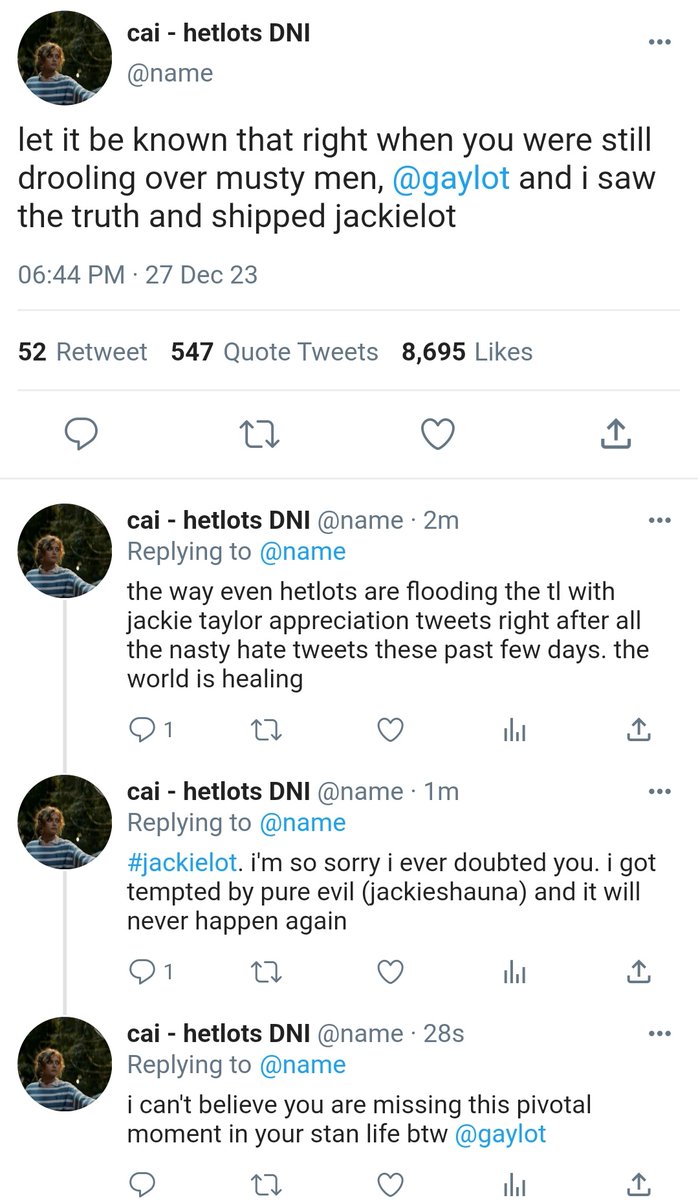 cai - hetlots DNI
@name
let it be known that right when you were still
drooling over musty men, @gaylot and i saw
the truth and shipped jackielot
06:44 PM · 27 Dec 23
52 Retweet 547 Quote Tweets 8,695 Likes
cai - hetlots DNI @name · 2m
Replying to @name
the way even hetlots are flooding the tl with
jackie taylor appreciation tweets right after all
the nasty hate tweets these past few days. the
world is healing
1
cai - hetlots DNI @name · 1m
Replying to @name
#jackielot. i'm so sorry i ever doubted you. i got
tempted by pure evil (jackieshauna) and it will
never happen again
1
cai - hetlots DNI @name · 28s
Replying to @name
i can't believe you are missing this pivotal
moment in your stan life btw @gaylot